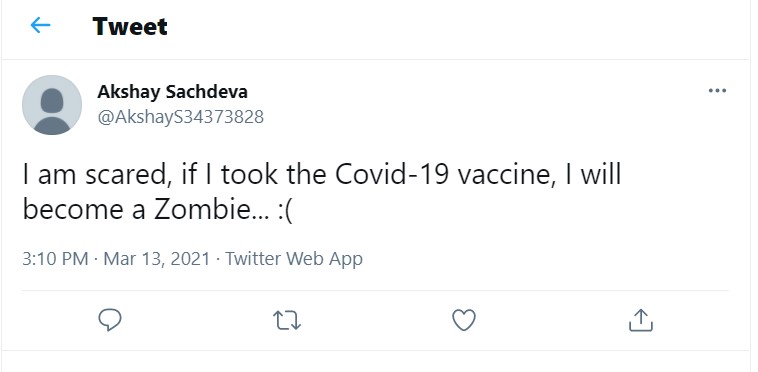 Tweet
Akshay Sachdeva
@AkshayS34373828
I am scared, if I took the Covid-19 vaccine, I will
become a Zombie... :(
3:10 PM · Mar 13, 2021 · Twitter Web App